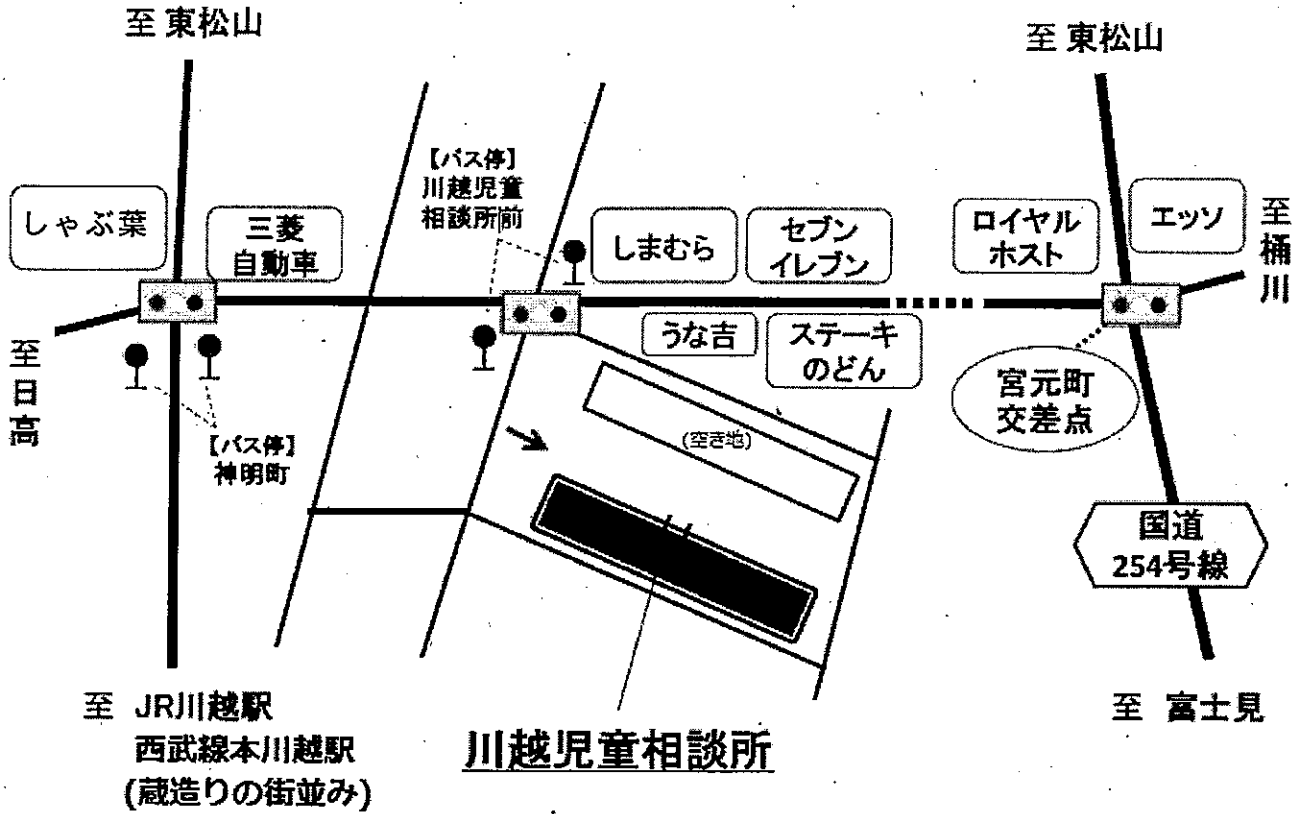 至 東松山
至 東松山
【バス停】
川越児童
相談所前
しゃぶ葉
三菱
自動車
しまむら
セブン
イレブン
ロイヤル
ホスト
エッソ
至
桶
川
うな吉
ステーキ
のどん
至
日
高
宮元町
交差点
(空き地)
【バス停】
神明町
国道
254号線
至 JR川越駅
西武線本川越駅
(蔵造りの街並み)
川越児童相談所
至 富士見